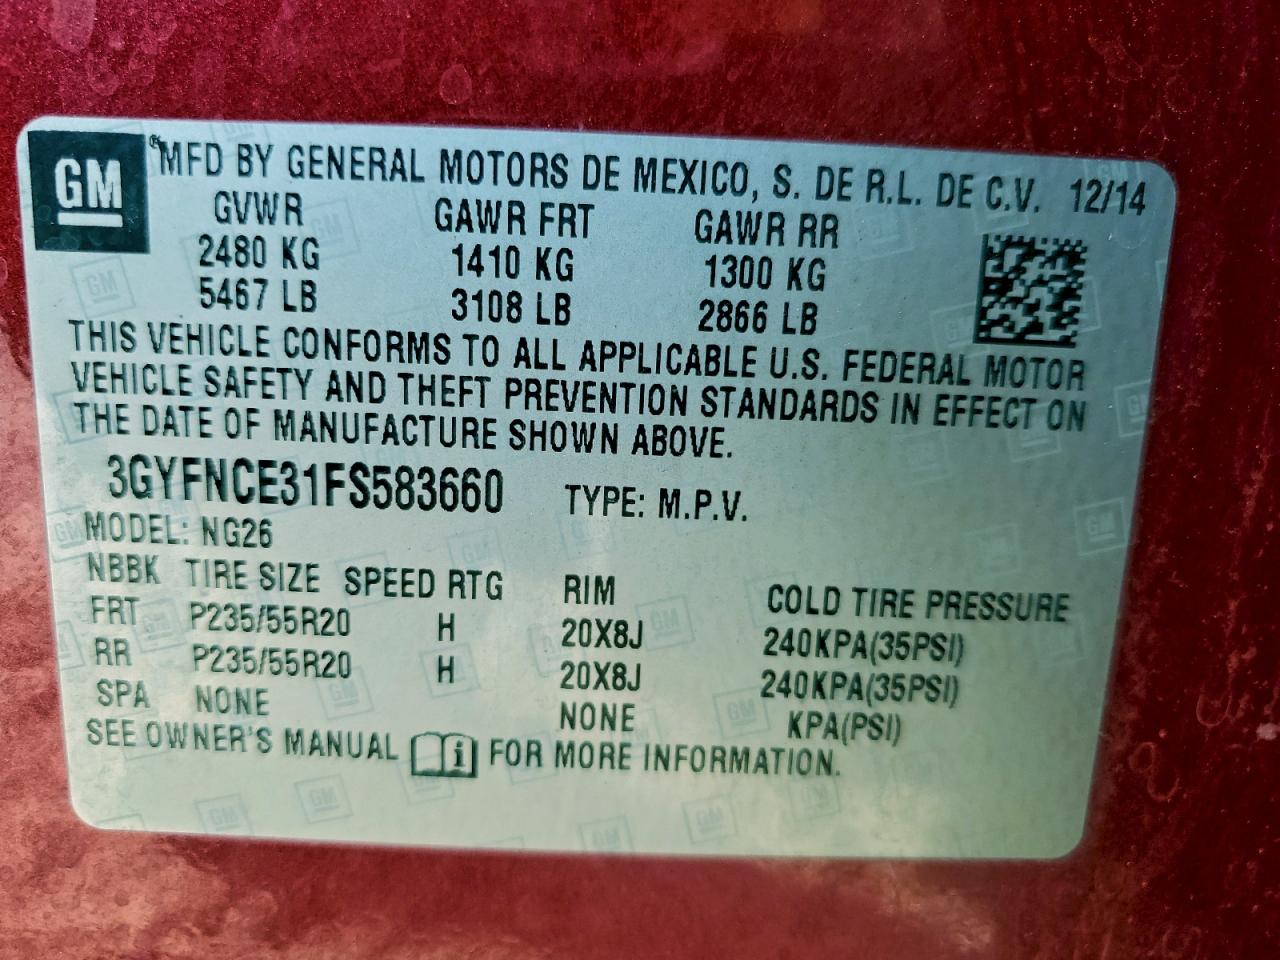 GM
® MFD BY GENERAL MOTORS DE MEXICO, S. DE R.L. DE C.V. 12/14
GVWR GAWR FRT GAWR RR
2480 KG 1410 KG 1300 KG
5467 LB 3108 LB 2866 LB
THIS VEHICLE CONFORMS TO ALL APPLICABLE U.S. FEDERAL MOTOR
VEHICLE SAFETY AND THEFT PREVENTION STANDARDS IN EFFECT ON
THE DATE OF MANUFACTURE SHOWN ABOVE.
3GYFNCE31FS583660 TYPE: M.P.V.
MODEL: NG26
NBBK TIRE SIZE SPEED RTG RIM COLD TIRE PRESSURE
FRT P235/55R20 H 20X8J 240KPA(35PSI)
RR P235/55R20 H 20X8J 240KPA(35PSI)
SPA NONE NONE KPA(PSI)
SEE OWNER'S MANUAL i FOR MORE INFORMATION.